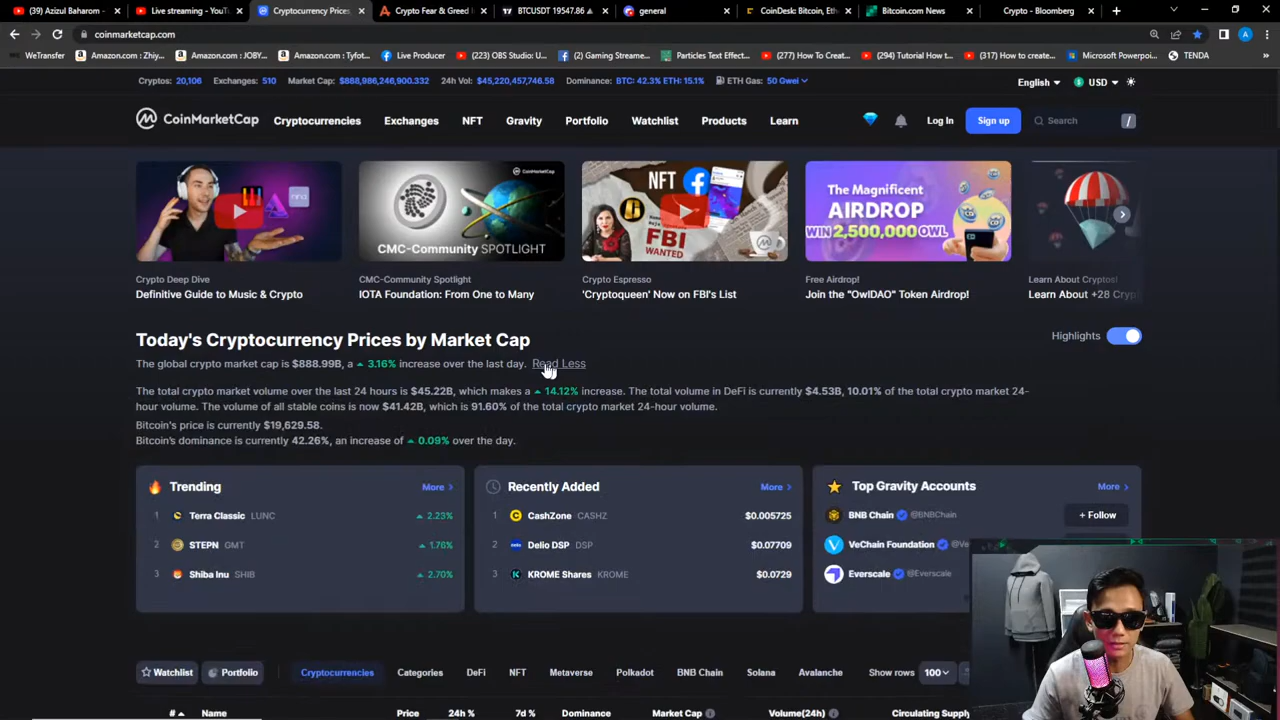 (39) Azizul Baharom -
Live streaming - YouT
Cryptocurrency Prices,
Crypto Fear & Greed I
BTCUSDT 19547.86
general
CoinDesk: Bitcoin, Eth
Bitcoin.com News
Crypto - Bloomberg
coinmarketcap.com
WeTransfer
Amazon.com : Zhiy...
Amazon.com : JOBY...
Amazon.com : Tyfot...
Live Producer
(223) OBS Studio: U...
(2) Gaming Streame...
Particles Text Effect...
(277) How To Creat...
(294) Tutorial How t...
(317) How to create...
Microsoft Powerpoi...
TENDA
Cryptos: 20,106 Exchanges: 510 Market Cap: $888,986,246,900.332 24h Vol: $45,220,457,746.58 Dominance: BTC: 42.3% ETH: 15.1% ETH Gas: 50 Gwei
English USD
CoinMarketCap Cryptocurrencies Exchanges NFT Gravity Portfolio Watchlist Products Learn Log In Sign up Search /
CMC-Community SPOTLIGHT
NFT
FBI
WANTED
The Magnificent
AIRDROP
WIN 2,500,000 OWL
Crypto Deep Dive
Definitive Guide to Music & Crypto
CMC-Community Spotlight
IOTA Foundation: From One to Many
Crypto Espresso
'Cryptoqueen' Now on FBI's List
Free Airdrop!
Join the "OwlDAO" Token Airdrop!
Learn About Cryptos!
Learn About +28 Cryp
Today's Cryptocurrency Prices by Market Cap
Highlights
The global crypto market cap is $888.99B, a 3.16% increase over the last day. Read Less
The total crypto market volume over the last 24 hours is $45.22B, which makes a 14.12% increase. The total volume in DeFi is currently $4.53B, 10.01% of the total crypto market 24-
hour volume. The volume of all stable coins is now $41.42B, which is 91.60% of the total crypto market 24-hour volume.
Bitcoin's price is currently $19,629.58.
Bitcoin's dominance is currently 42.26%, an increase of 0.09% over the day.
Trending More
1 Terra Classic LUNC 2.23%
2 STEPN GMT 1.76%
3 Shiba Inu SHIB 2.70%
Recently Added More
1 CashZone CASHZ $0.005725
2 Delio DSP DSP $0.07709
3 KROME Shares KROME $0.0729
Top Gravity Accounts More
BNB Chain @BNBChain + Follow
VeChain Foundation @Ve
Everscale @Everscale
Watchlist Portfolio Cryptocurrencies Categories DeFi NFT Metaverse Polkadot BNB Chain Solana Avalanche Show rows 100
# Name Price 24h % 7d % Dominance Market Cap Volume(24h) Circulating Supply